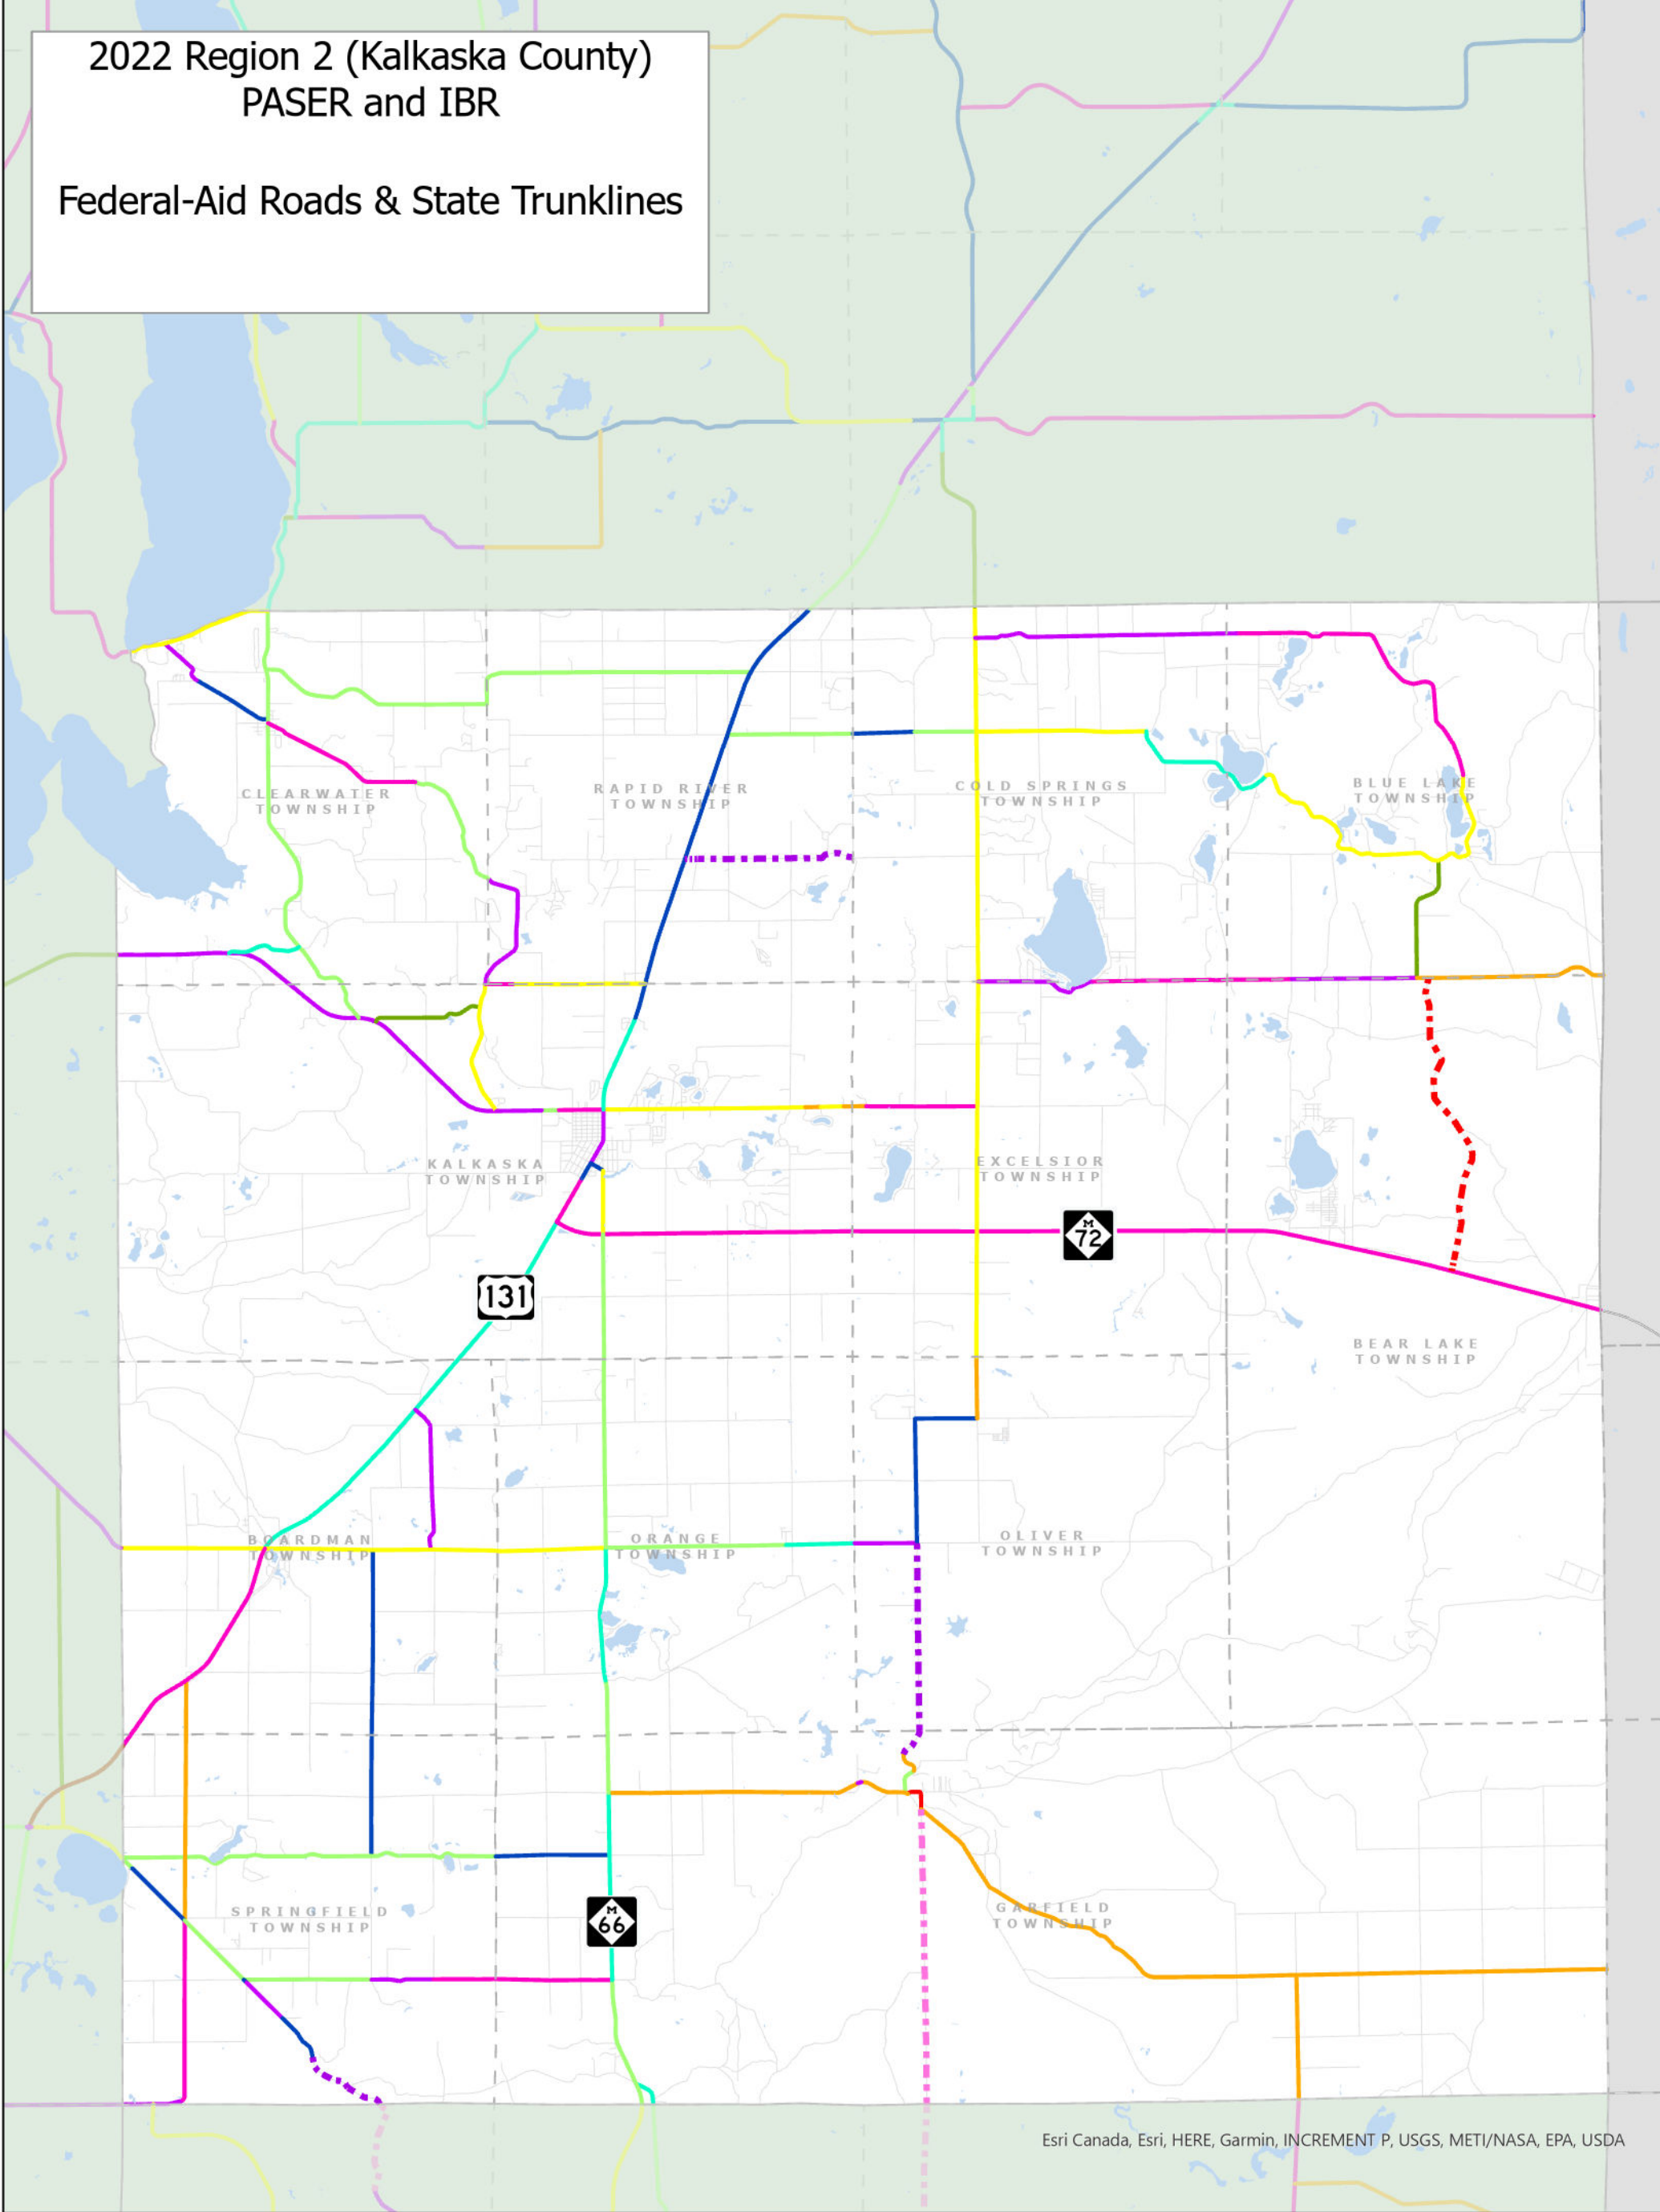 2022 Region 2 (Kalkaska County)
PASER and IBR
Federal-Aid Roads & State Trunklines
CLEARWATER
TOWNSHIP
RAPID RIVER
TOWNSHIP
COLD SPRINGS
TOWNSHIP
BLUE LAKE
TOWNSHIP
KALKASKA
TOWNSHIP
EXCELSIOR
TOWNSHIP
M
72
131
BEAR LAKE
TOWNSHIP
BOARDMAN
TOWNSHIP
ORANGE
TOWNSHIP
OLIVER
TOWNSHIP
SPRINGFIELD
TOWNSHIP
M
66
GARFIELD
TOWNSHIP
Esri Canada, Esri, HERE, Garmin, INCREMENT P, USGS, METI/NASA, EPA, USDA